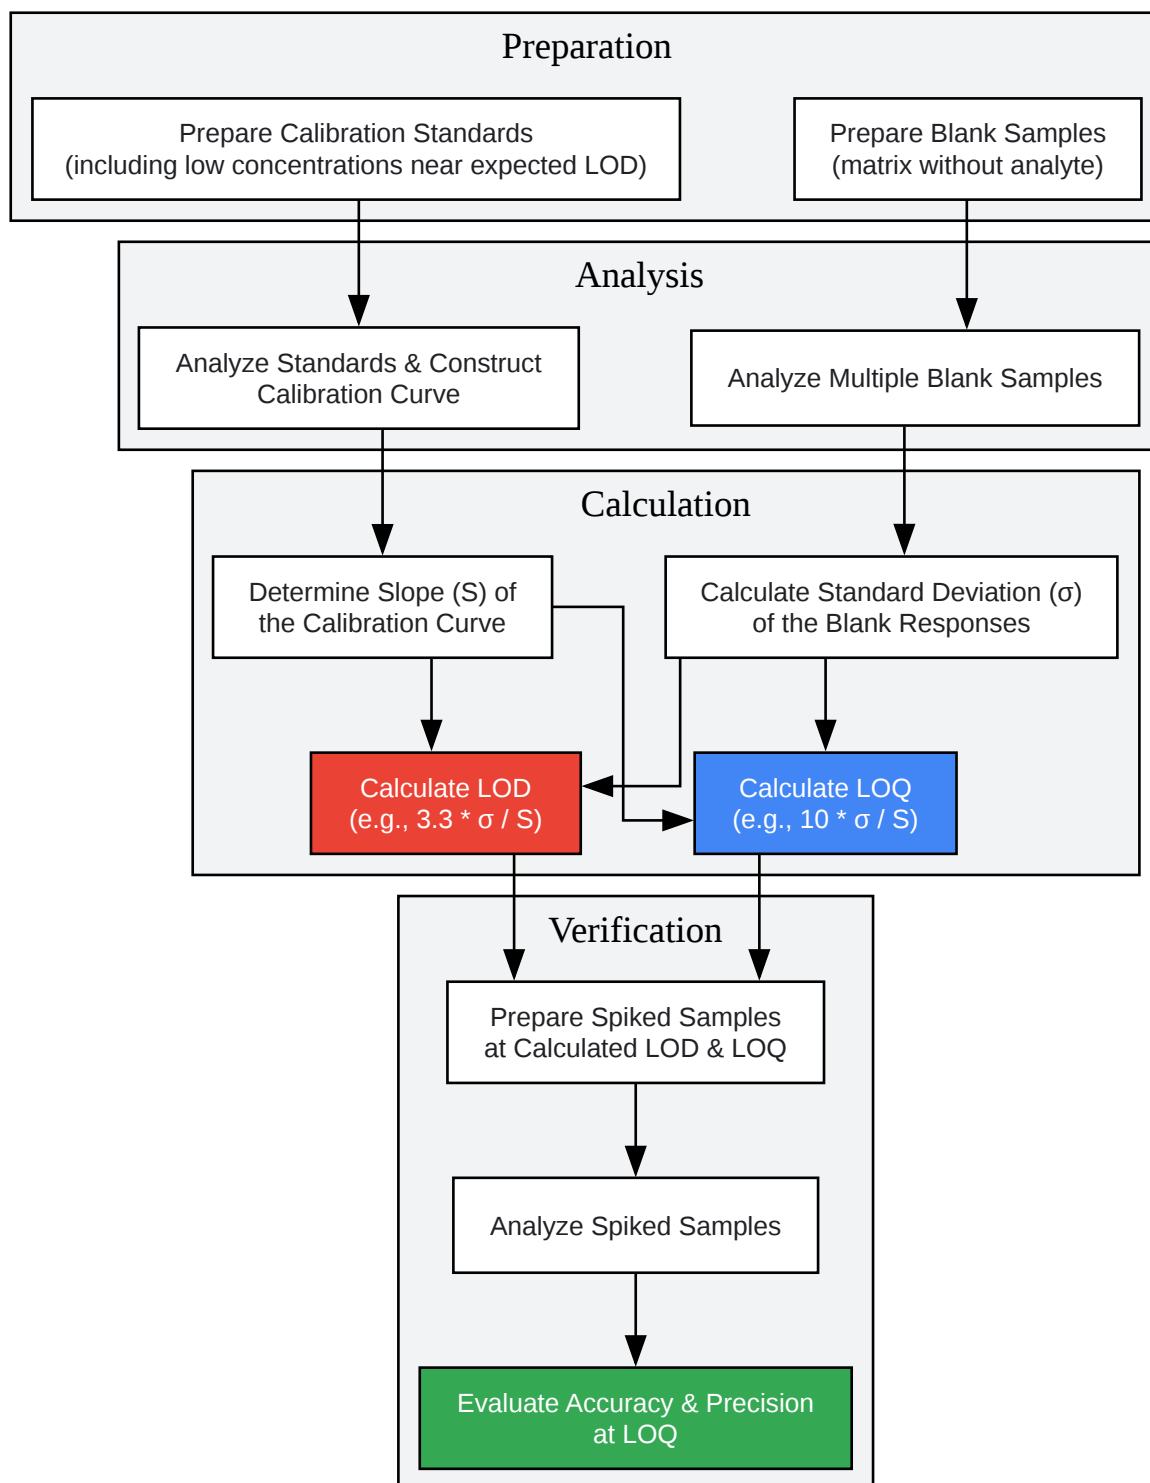 Preparation
Prepare Calibration Standards
(including low concentrations near expected LOD)
Prepare Blank Samples
(matrix without analyte)
Analysis
Analyze Standards & Construct
Calibration Curve
Analyze Multiple Blank Samples
Calculation
Determine Slope (S) of
the Calibration Curve
Calculate Standard Deviation (σ)
of the Blank Responses
Calculate LOD
(e.g., 3.3 * σ / S)
Calculate LOQ
(e.g., 10 * σ / S)
Verification
Prepare Spiked Samples
at Calculated LOD & LOQ
Analyze Spiked Samples
Evaluate Accuracy & Precision
at LOQ